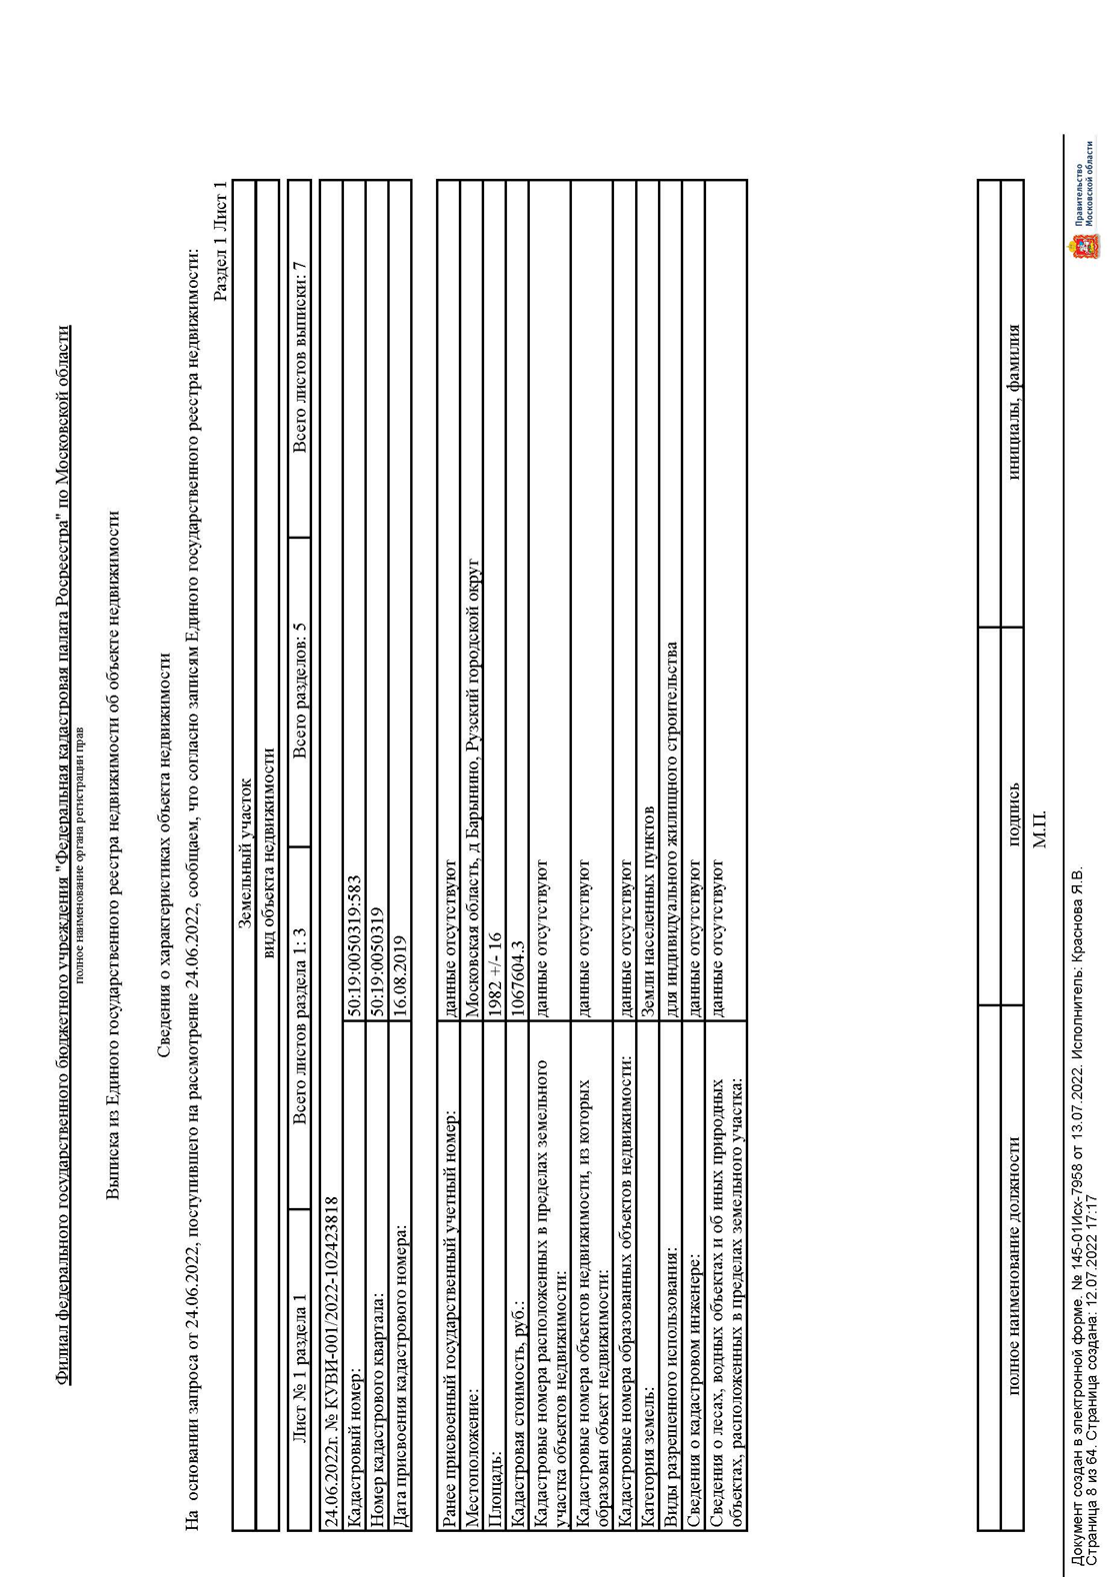 Филиал федерального государственного бюджетного учреждения "Федеральная кадастровая палата Росреестра" по Московской области
полное наименование органа регистрации прав
Выписка из Единого государственного реестра недвижимости об объекте недвижимости
Сведения о характеристиках объекта недвижимости
На основании запроса от 24.06.2022, поступившего на рассмотрение 24.06.2022, сообщаем, что согласно записям Единого государственного реестра недвижимости:
Раздел 1 Лист 1
Земельный участок
вид объекта недвижимости
Лист № 1 раздела 1 Всего листов раздела 1: 3 Всего разделов: 5 Всего листов выписки: 7
24.06.2022г. № КУВИ-001/2022-102423818
Кадастровый номер: 50:19:0050319:583
Номер кадастрового квартала: 50:19:0050319
Дата присвоения кадастрового номера: 16.08.2019
Ранее присвоенный государственный учетный номер: данные отсутствуют
Местоположение: Московская область, д Барынино, Рузский городской округ
Площадь: 1982 +/- 16
Кадастровая стоимость, руб.: 1067604.3
Кадастровые номера расположенных в пределах земельного данные отсутствуют
участка объектов недвижимости:
Кадастровые номера объектов недвижимости, из которых данные отсутствуют
образован объект недвижимости:
Кадастровые номера образованных объектов недвижимости: данные отсутствуют
Категория земель: Земли населенных пунктов
Виды разрешенного использования: для индивидуального жилищного строительства
Сведения о кадастровом инженере: данные отсутствуют
Сведения о лесах, водных объектах и об иных природных данные отсутствуют
объектах, расположенных в пределах земельного участка:
полное наименование должности подпись инициалы, фамилия
М.П.
Документ создан в электронной форме. № 145-01Исх-7958 от 13.07.2022. Исполнитель: Краснова Я.В.
Страница 8 из 64. Страница создана: 12.07.2022 17:17
Правительство
Московской области